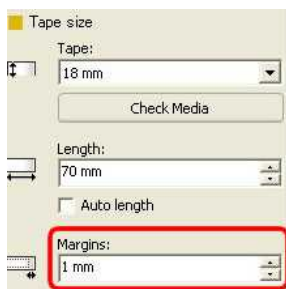 Tape size
Tape:
18 mm
Check Media
Length:
70 mm
Auto length
Margins:
1 mm